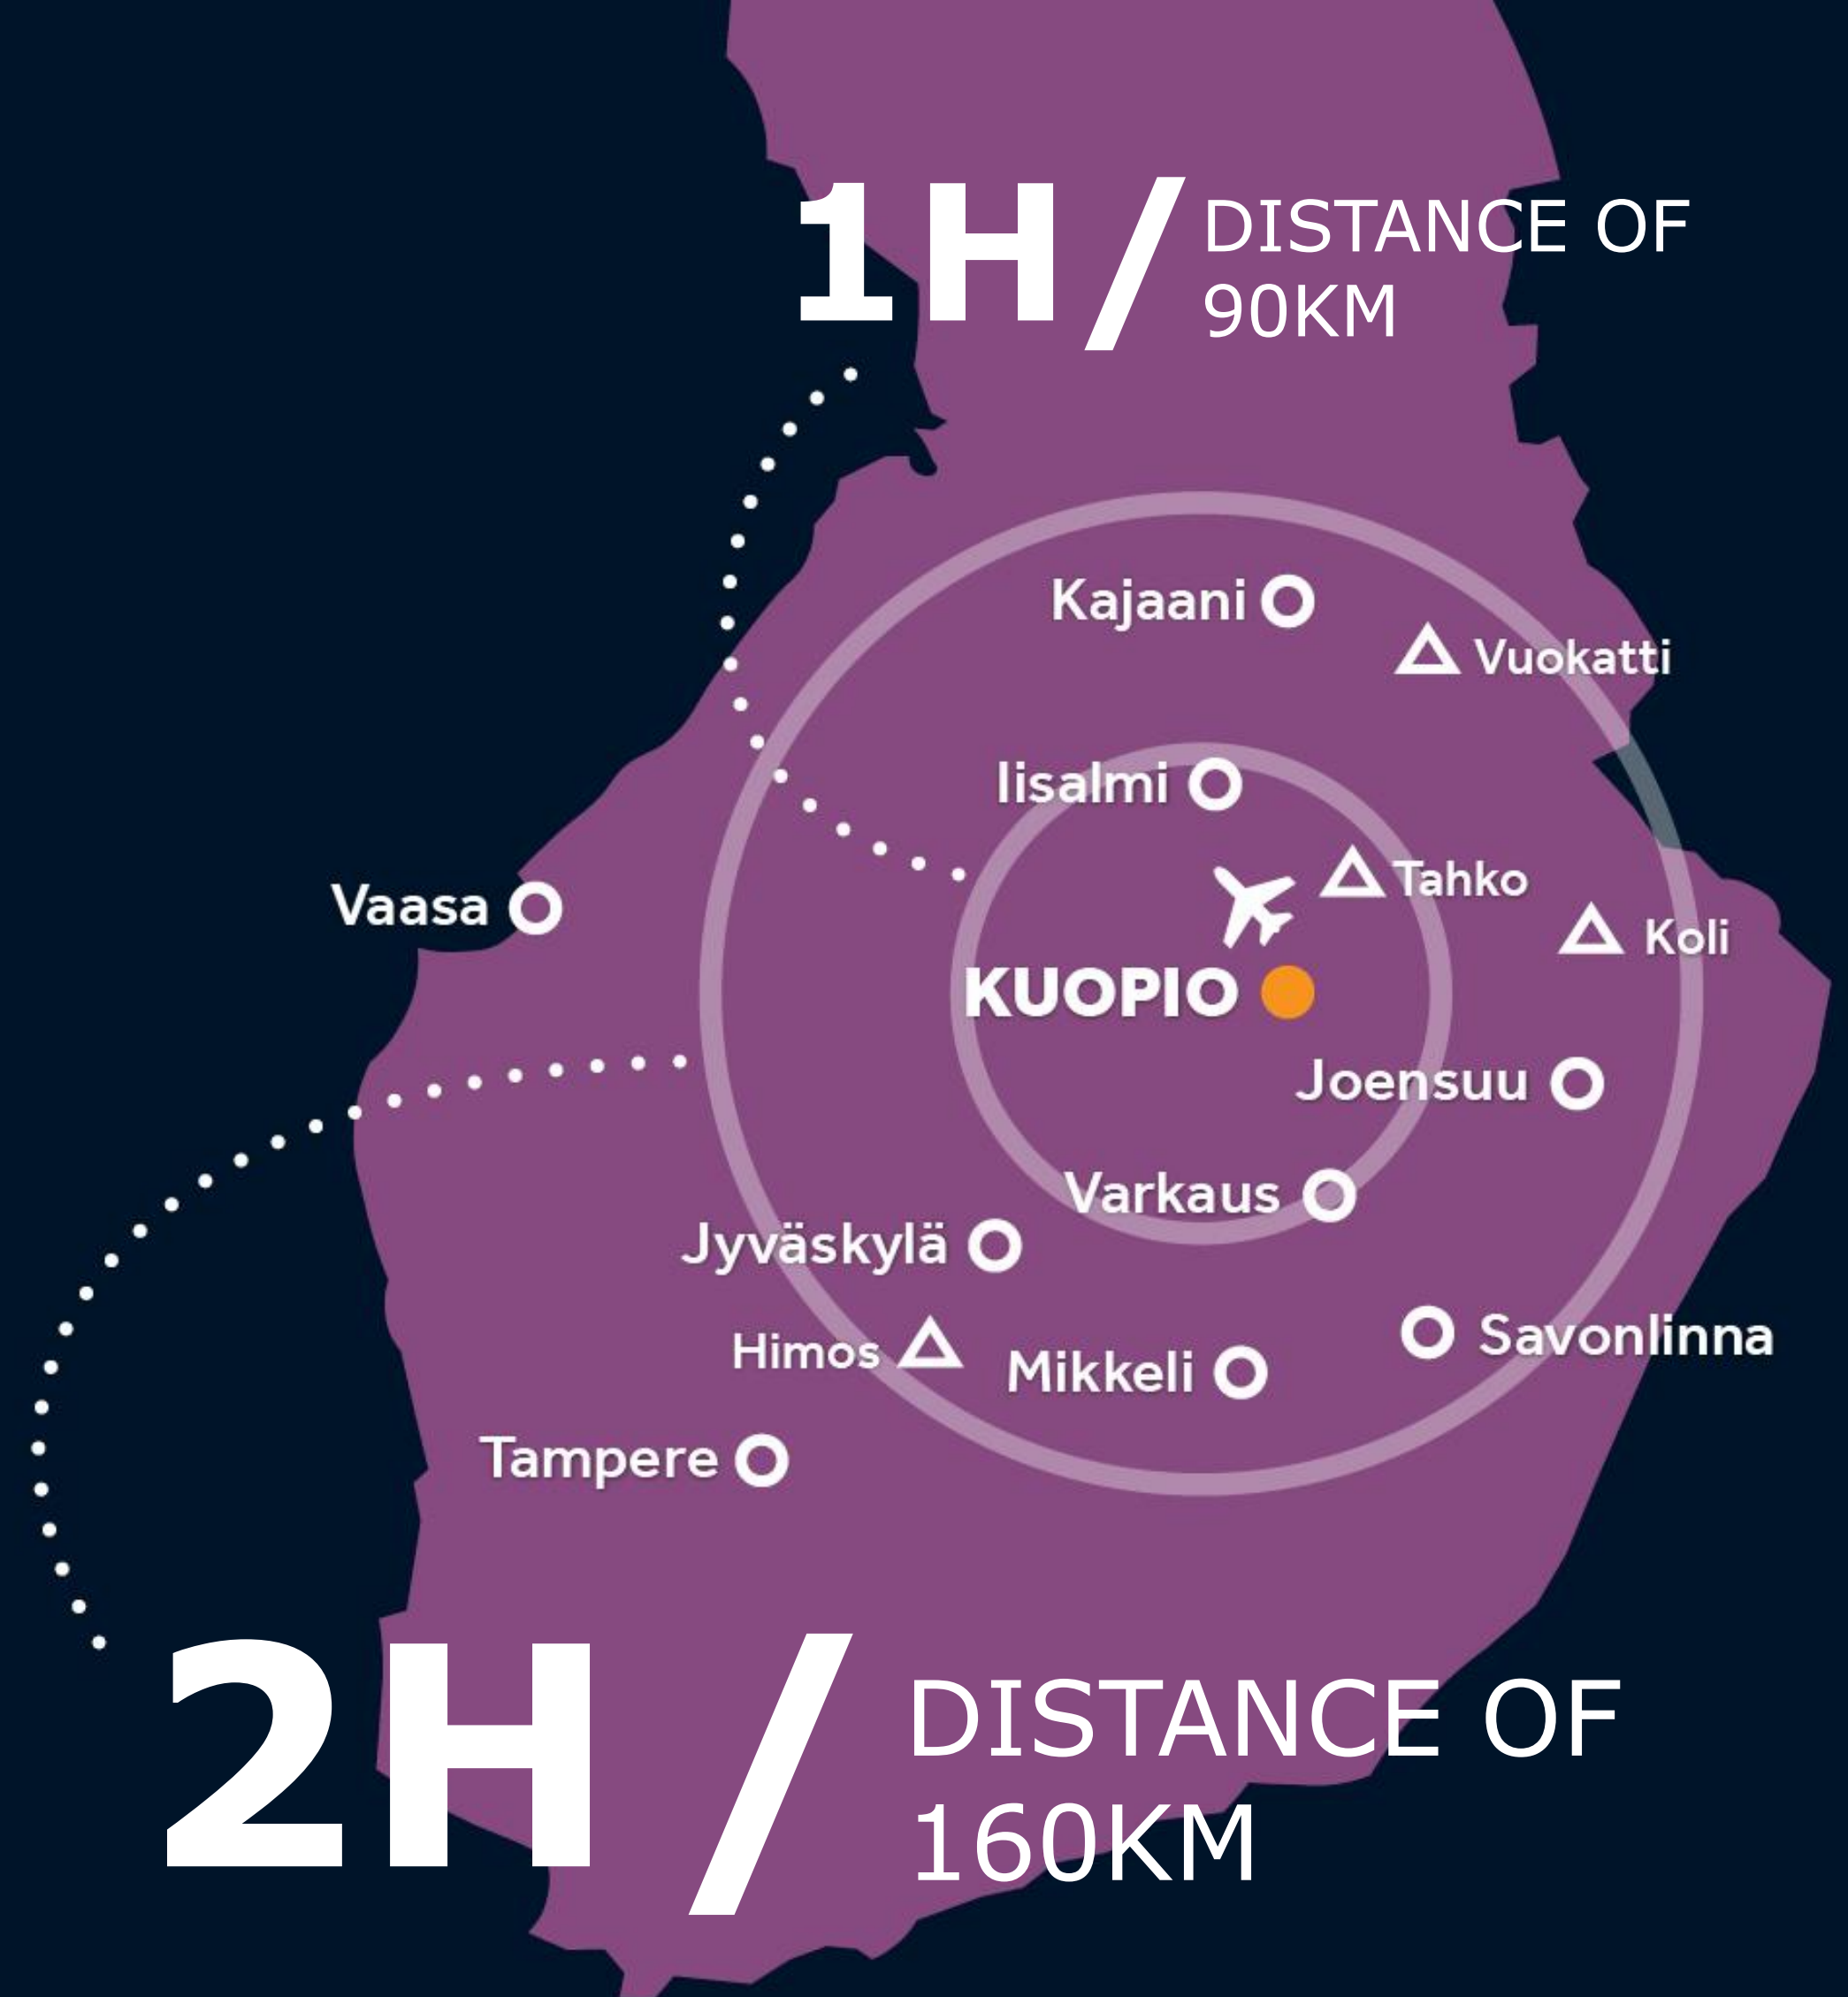 1H/ DISTANCE OF
90KM
Kajaani
Vuokatti
Iisalmi
Tahko
Vaasa
Koli
KUOPIO
Joensuu
Varkaus
Jyväskylä
Savonlinna
Himos
Mikkeli
Tampere
2H / DISTANCE OF
160KM